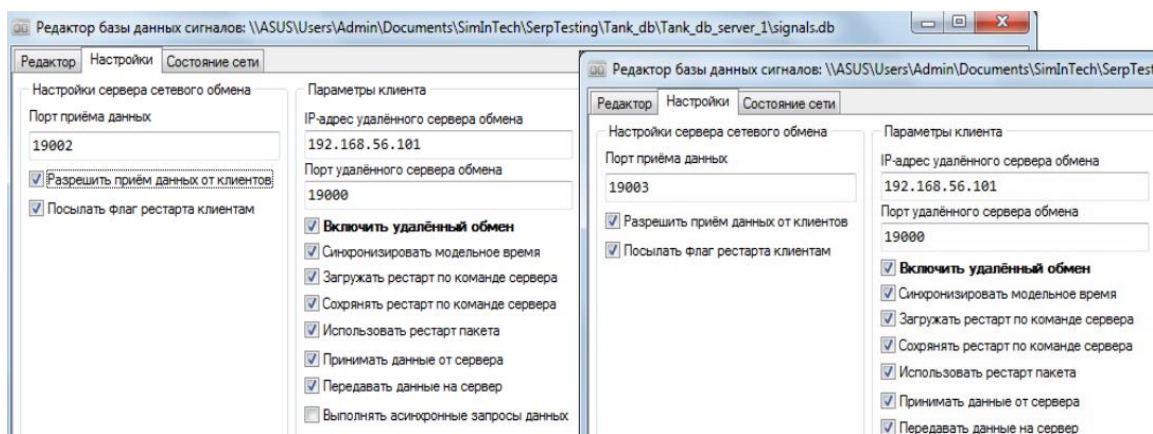 Редактор базы данных сигналов: \\ASUS\Users\Admin\Documents\SimInTech\SerpTesting\Tank_db\Tank_db_server_1\signals.db
Редактор Настройки Состояние сети
Настройки сервера сетевого обмена
Порт приёма данных
19002
Разрешить приём данных от клиентов
Посылать флаг рестарта клиентам
Параметры клиента
IP-адрес удалённого сервера обмена
192.168.56.101
Порт удалённого сервера обмена
19000
Включить удалённый обмен
Синхронизировать модельное время
Загружать рестарт по команде сервера
Сохранять рестарт по команде сервера
Использовать рестарт пакета
Принимать данные от сервера
Передавать данные на сервер
Выполнять асинхронные запросы данных
Редактор базы данных сигналов: \\ASUS\Users\Admin\Documents\SimInTech\SerpTest
Редактор Настройки Состояние сети
Настройки сервера сетевого обмена
Порт приёма данных
19003
Разрешить приём данных от клиентов
Посылать флаг рестарта клиентам
Параметры клиента
IP-адрес удалённого сервера обмена
192.168.56.101
Порт удалённого сервера обмена
19000
Включить удалённый обмен
Синхронизировать модельное время
Загружать рестарт по команде сервера
Сохранять рестарт по команде сервера
Использовать рестарт пакета
Принимать данные от сервера
Передавать данные на сервер